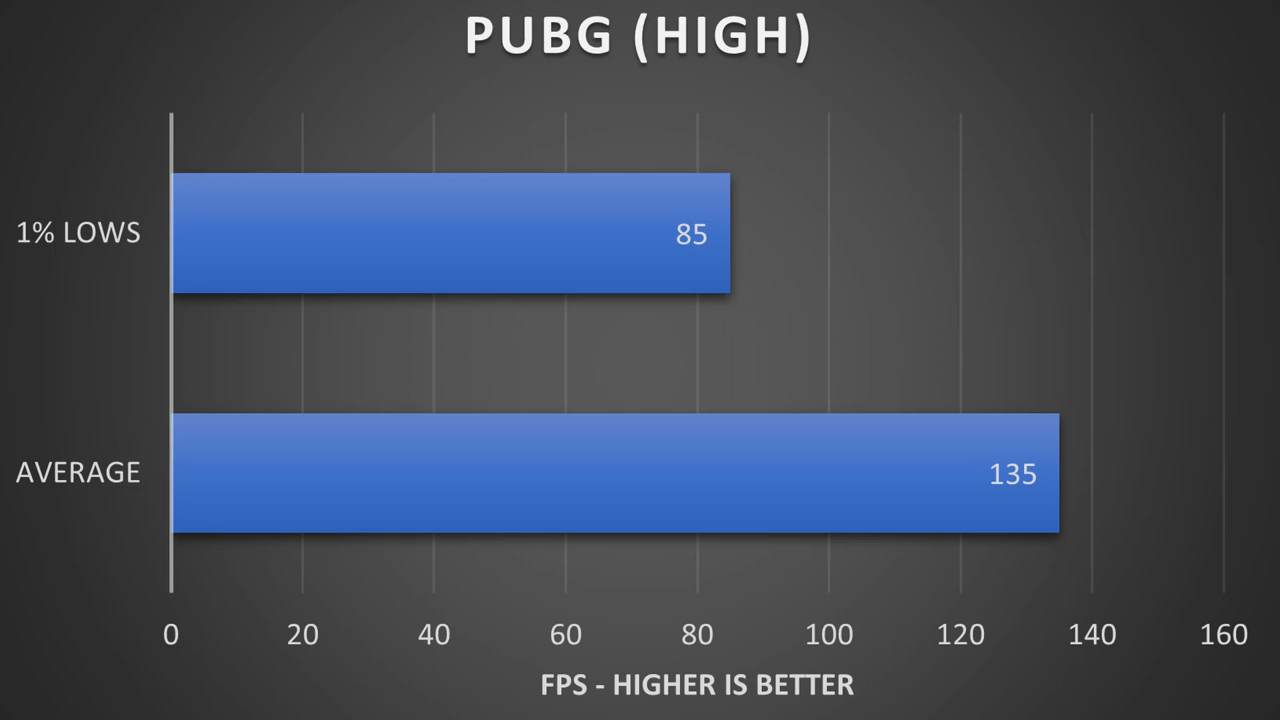 PUBG (HIGH)
1% LOWS
85
AVERAGE
135
0 20 40 60 80 100 120 140 160
FPS - HIGHER IS BETTER